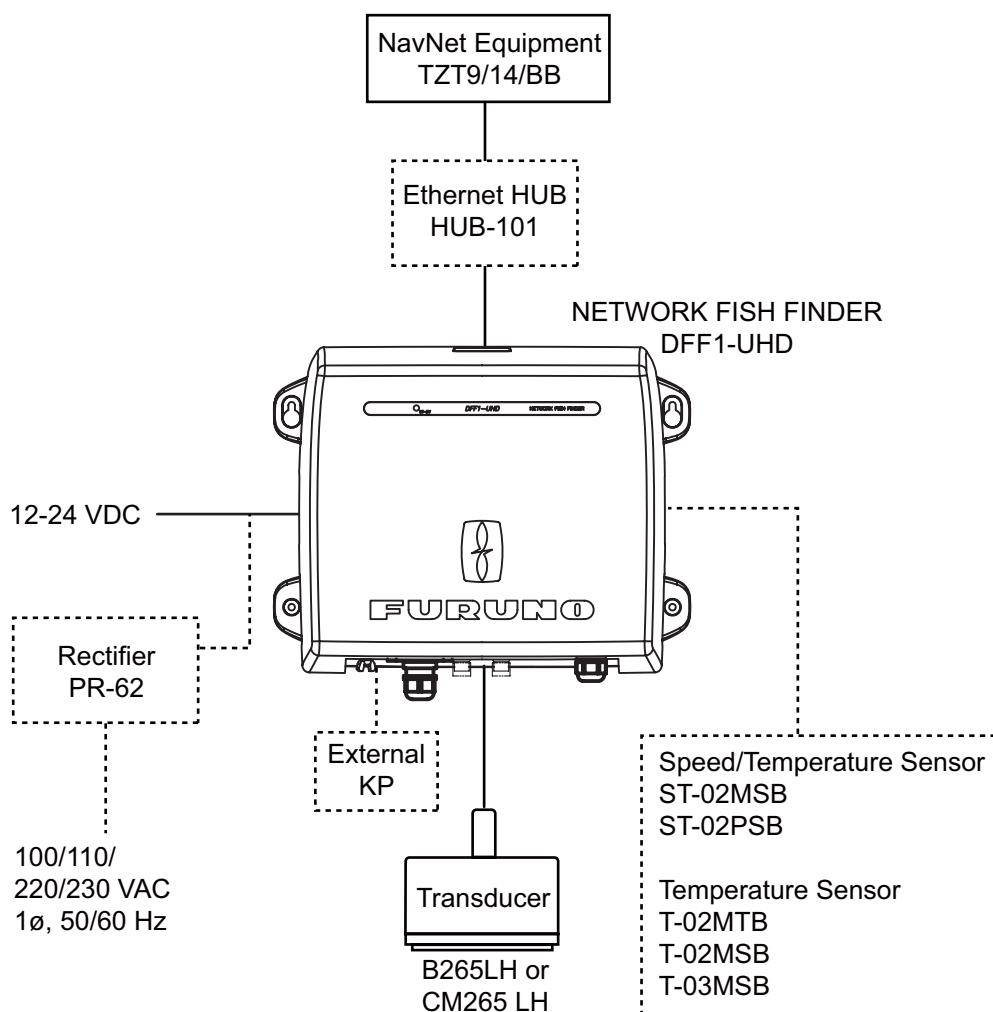 NavNet Equipment
TZT9/14/BB
Ethernet HUB
HUB-101
NETWORK FISH FINDER
DFF1-UHD
DFF1-UHD
NETWORK FISH FINDER
12-24 VDC
FURUNO
Rectifier
PR-62
External
KP
100/110/
220/230 VAC
1ø, 50/60 Hz
Transducer
B265LH or
CM265 LH
Speed/Temperature Sensor
ST-02MSB
ST-02PSB
Temperature Sensor
T-02MTB
T-02MSB
T-03MSB